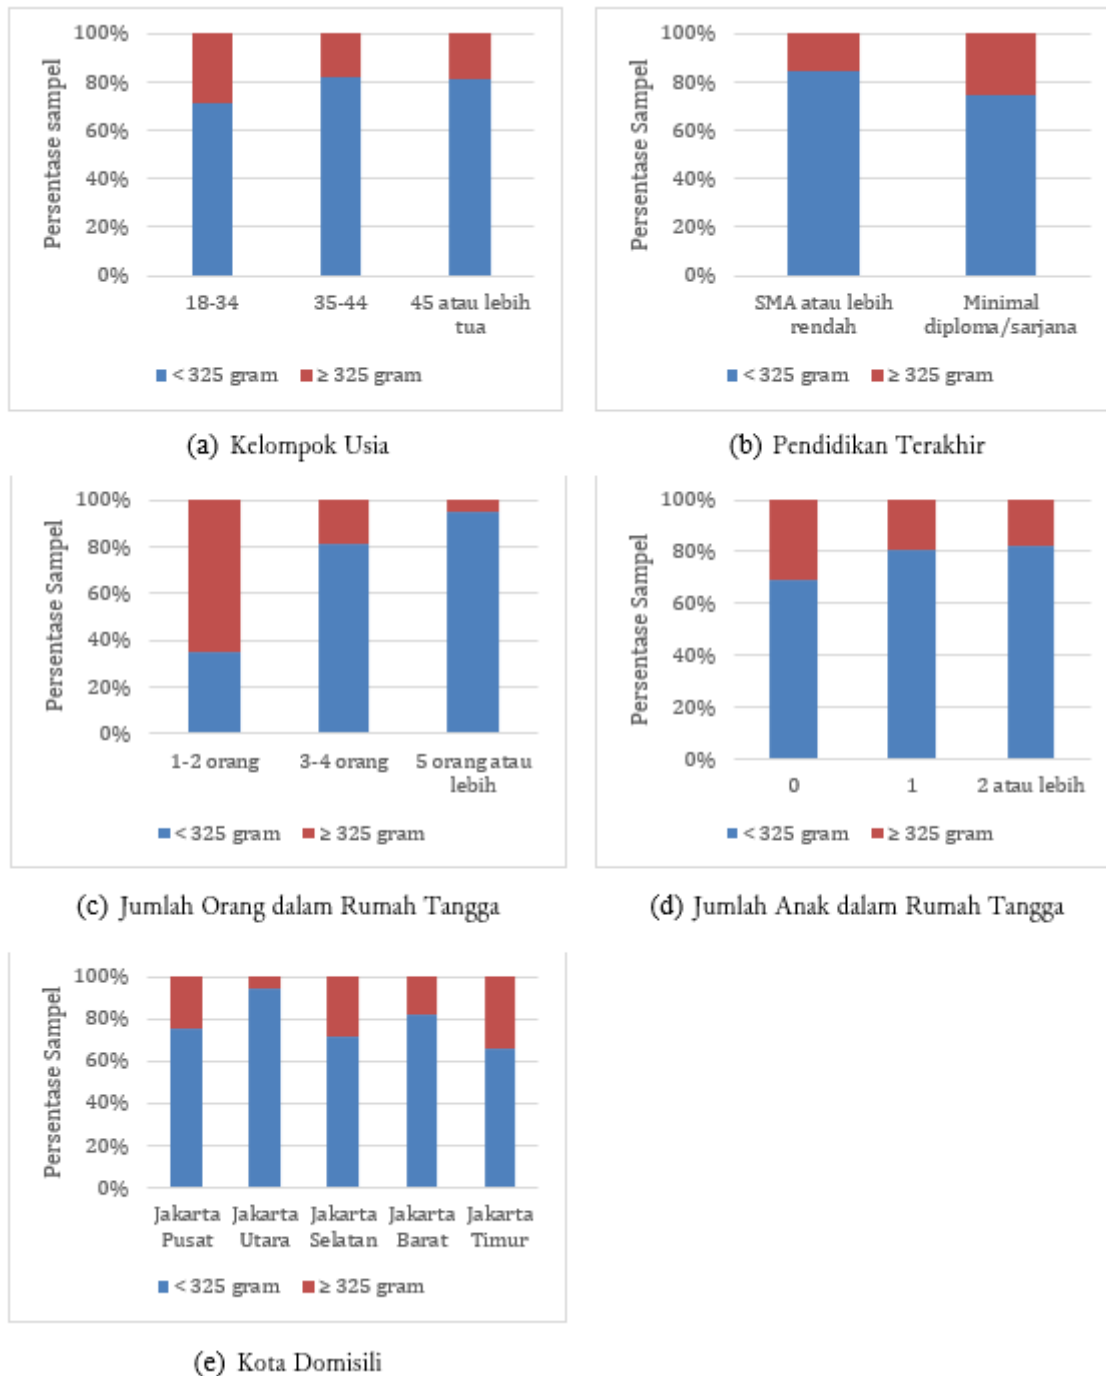 Persentase sampel
100%
80%
60%
40%
20%
0%
18-34
35-44
45 atau lebih
tua
< 325 gram
≥ 325 gram
(a) Kelompok Usia
Persentase Sampel
100%
80%
60%
40%
20%
0%
SMA atau lebih
rendah
Minimal
diploma/sarjana
< 325 gram
≥ 325 gram
(b) Pendidikan Terakhir
Persentase Sampel
100%
80%
60%
40%
20%
0%
1-2 orang
3-4 orang
5 orang atau
lebih
< 325 gram
≥ 325 gram
(c) Jumlah Orang dalam Rumah Tangga
Persentase Sampel
100%
80%
60%
40%
20%
0%
0
1
2 atau lebih
< 325 gram
≥ 325 gram
(d) Jumlah Anak dalam Rumah Tangga
Persentase Sampel
100%
80%
60%
40%
20%
0%
Jakarta
Pusat
Jakarta
Utara
Jakarta
Selatan
Jakarta
Barat
Jakarta
Timur
< 325 gram
≥ 325 gram
(e) Kota Domisili